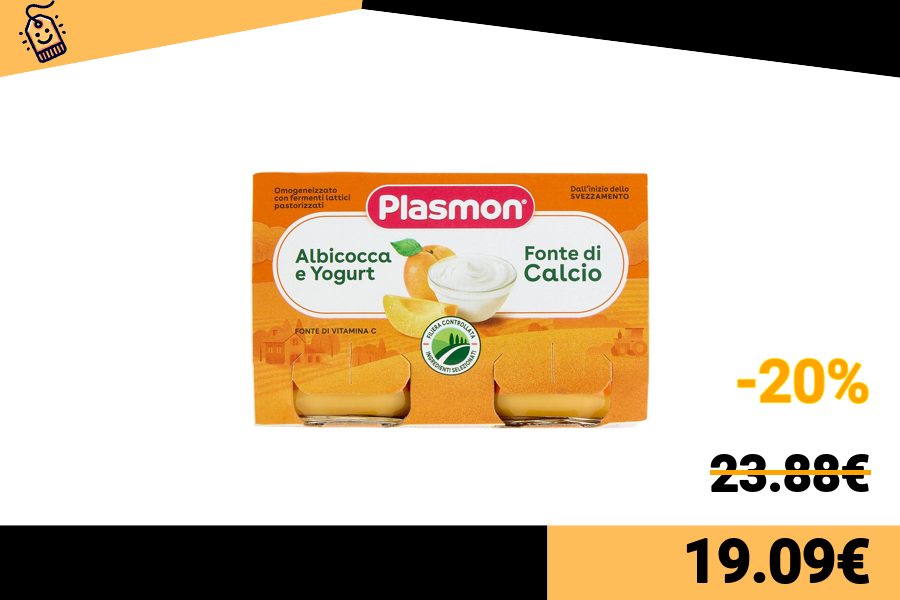 Omogeneizzato
con fermenti lattici
pastorizzati
Plasmon®
Dall'inizio dello
SVEZZAMENTO
Albicocca
e Yogurt
Fonte di
Calcio
FONTE DI VITAMINA C
FILIERA CONTROLLATA
INGREDIENTI SELEZIONATI
-20%
23.88€
19.09€